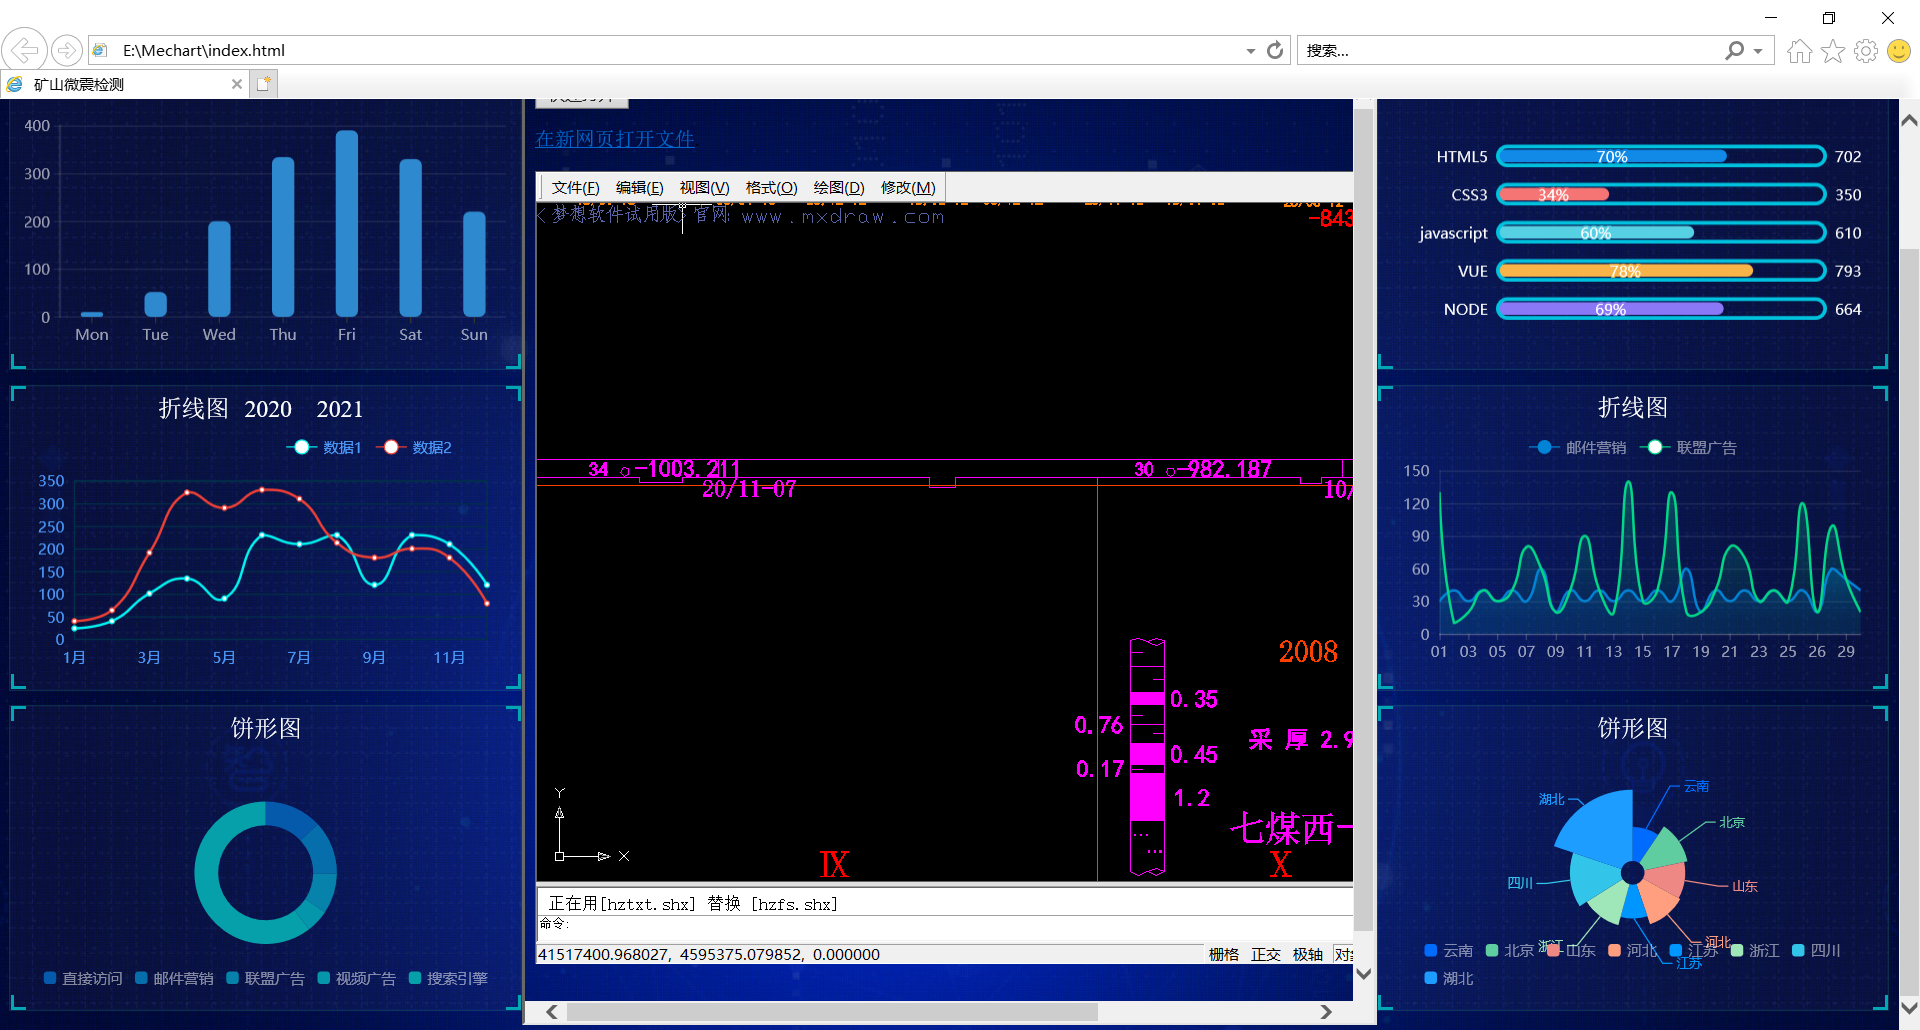 E:\Mechart\index.html
搜索...
矿山微震检测
400
300
200
100
0
Mon Tue Wed Thu Fri Sat Sun
折线图 2020 2021
数据1 数据2
350
300
250
200
150
100
50
0
1月 3月 5月 7月 9月 11月
饼形图
直接访问 邮件营销 联盟广告 视频广告 搜索引擎
在新网页打开文件
文件(F) 编辑(E) 视图(V) 格式(O) 绘图(D) 修改(M)
梦想软件试用版 官网: www.mxdraw.com
-843
34 -1003.211
20/11-07
30 -982.187
10/
2008
0.35
0.76
采 厚 2.9
0.45
0.17
1.2
七煤西一
Ⅸ
Ⅹ
Y
X
正在用[hztxt.shx] 替换 [hzfs.shx]
命令:
41517400.968027, 4595375.079852, 0.000000
栅格 正交 极轴 对
HTML5 70% 702
CSS3 34% 350
javascript 60% 610
VUE 78% 793
NODE 69% 664
折线图
邮件营销 联盟广告
150
120
90
60
30
0
01 03 05 07 09 11 13 15 17 19 21 23 25 26 29
饼形图
云南
湖北
北京
四川
山东
浙江
河北
江苏
云南 北京 山东 河北 江苏 浙江 四川
湖北